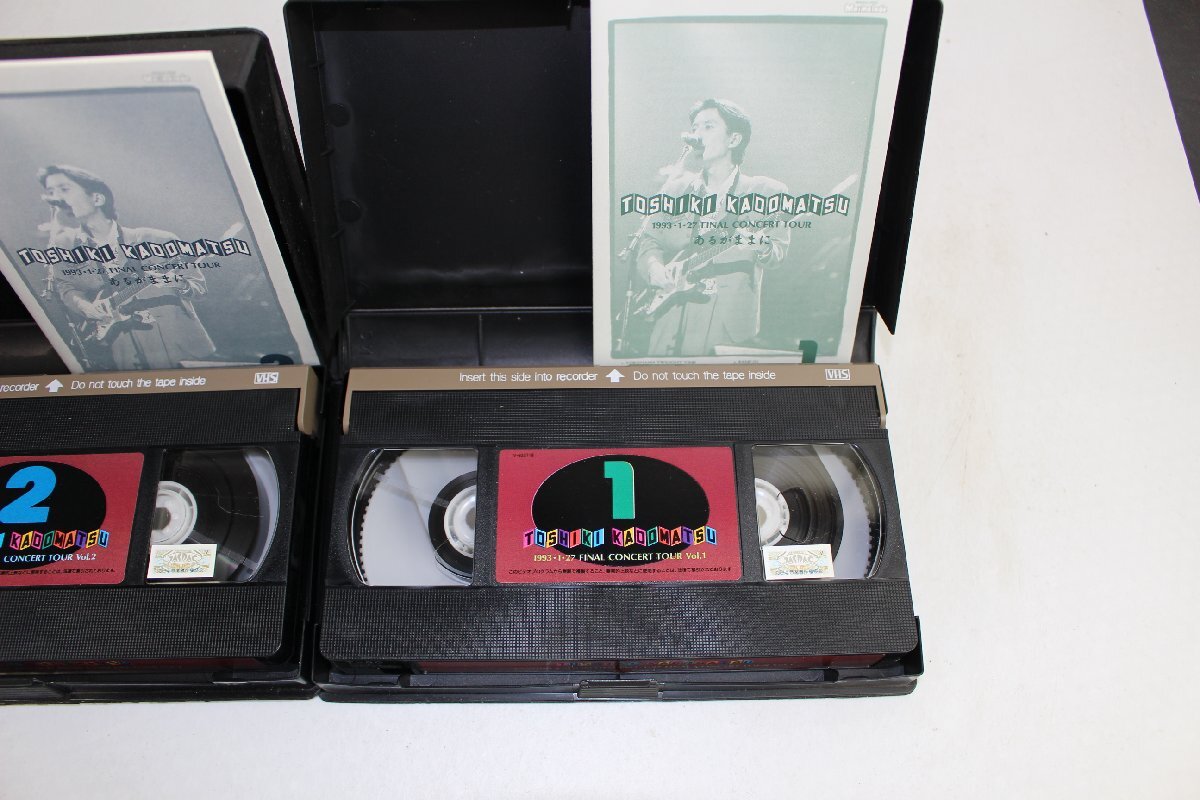 TOSHIKI KADOMATSU
1993・1・27 FINAL CONCERT TOUR
あるがままに
2
recorder Do not touch the tape inside
VHS
2
KADOMATSU
CONCERT TOUR Vol.2
TOSHIKI KADOMATSU
1993・1・27 FINAL CONCERT TOUR
あるがままに
1
Insert this side into recorder Do not touch the tape inside
VHS
1
TOSHIKI KADOMATSU
1993・1・27 FINAL CONCERT TOUR Vol.1